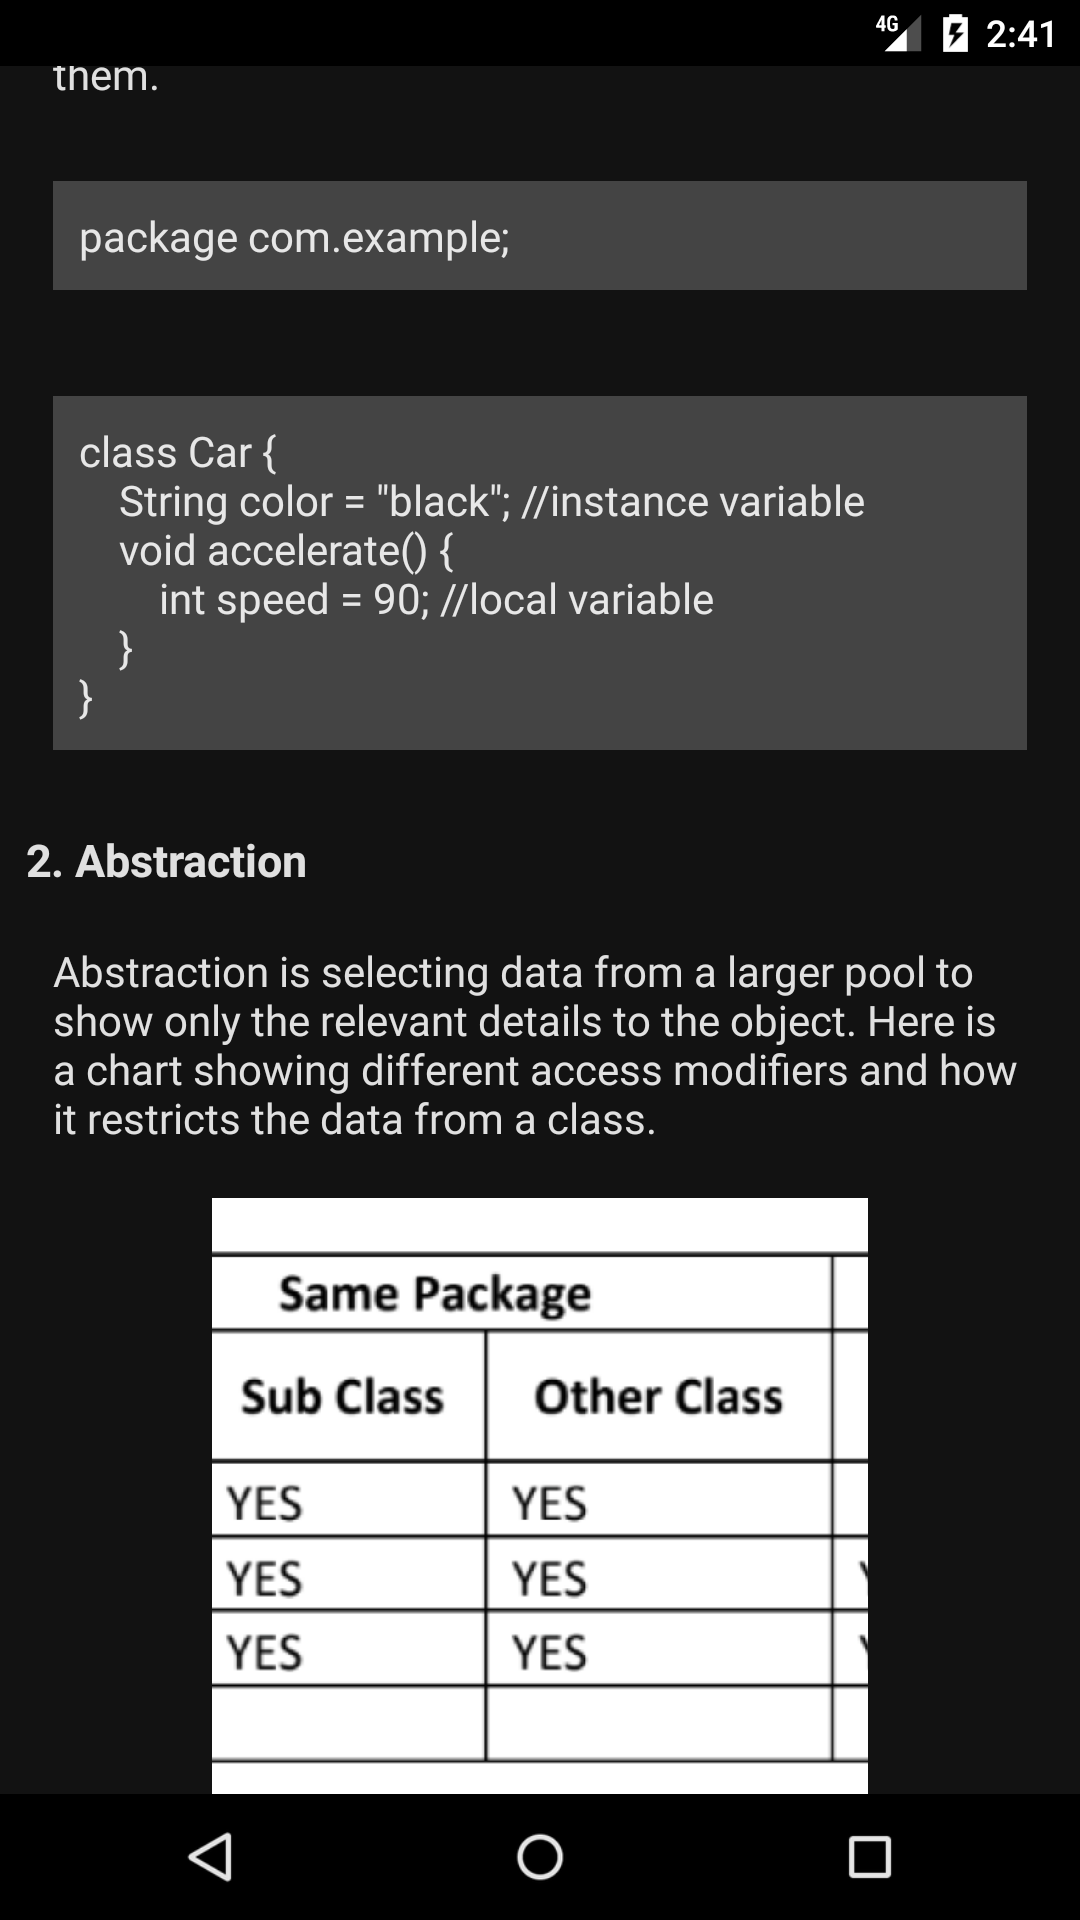 4G 2:41
them.
package com.example;
class Car {
String color = "black"; //instance variable
void accelerate() {
int speed = 90; //local variable
}
}
2. Abstraction
Abstraction is selecting data from a larger pool to
show only the relevant details to the object. Here is
a chart showing different access modifiers and how
it restricts the data from a class.
Same Package
Sub Class Other Class
YES YES
YES YES
YES YES